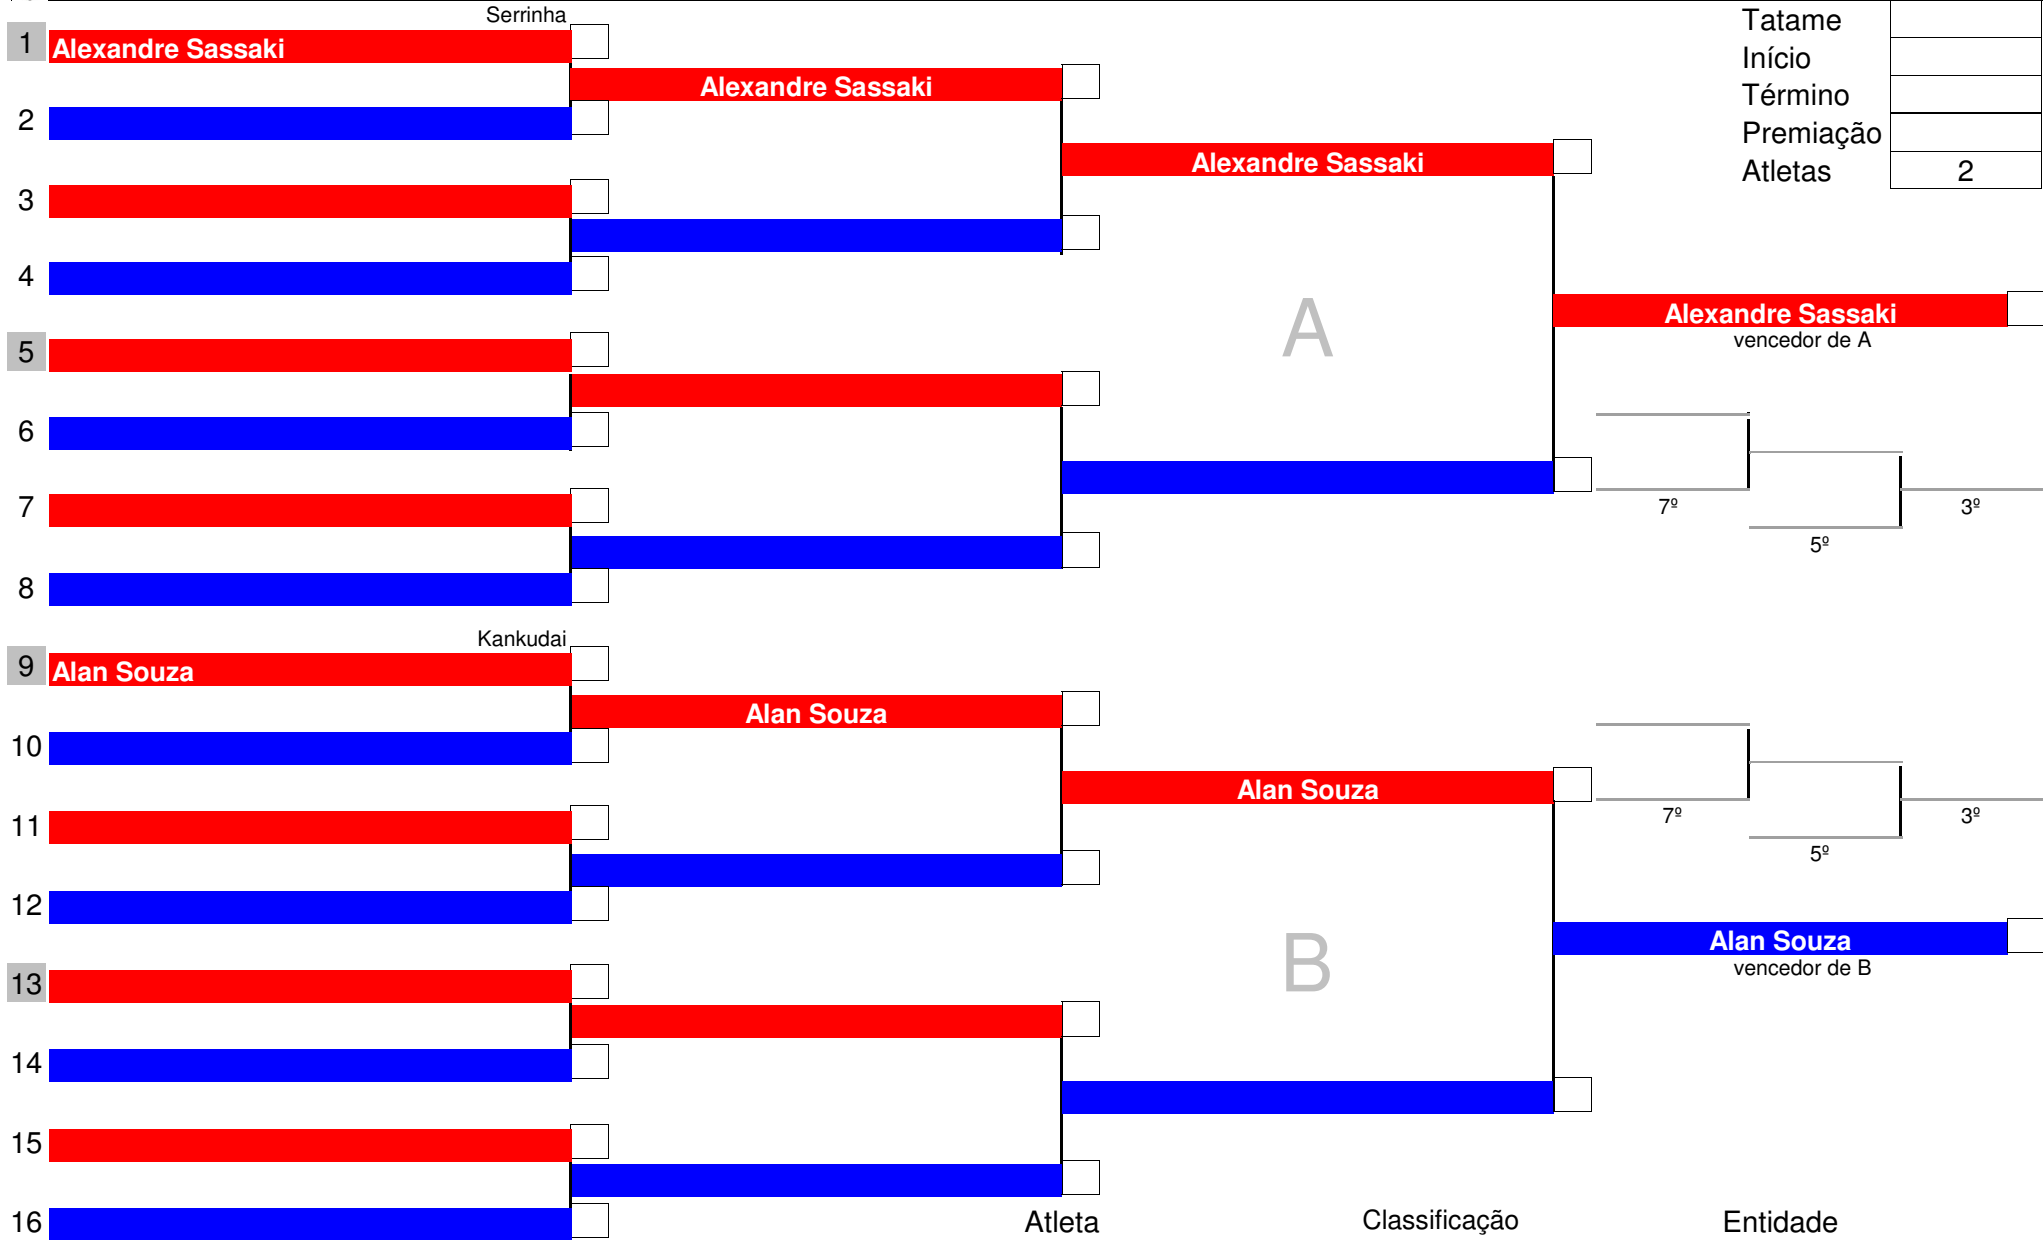 Serrinha
1 Alexandre Sassaki
Alexandre Sassaki
2
Alexandre Sassaki
3
4
Alexandre Sassaki
vencedor de A
A
5
6
7
8
7º
5º
3º
Tatame
Início
Término
Premiação
Atletas 2
Kankudai
9 Alan Souza
Alan Souza
10
Alan Souza
11
12
7º
5º
3º
B
Alan Souza
vencedor de B
13
14
15
16
Atleta Classificação Entidade